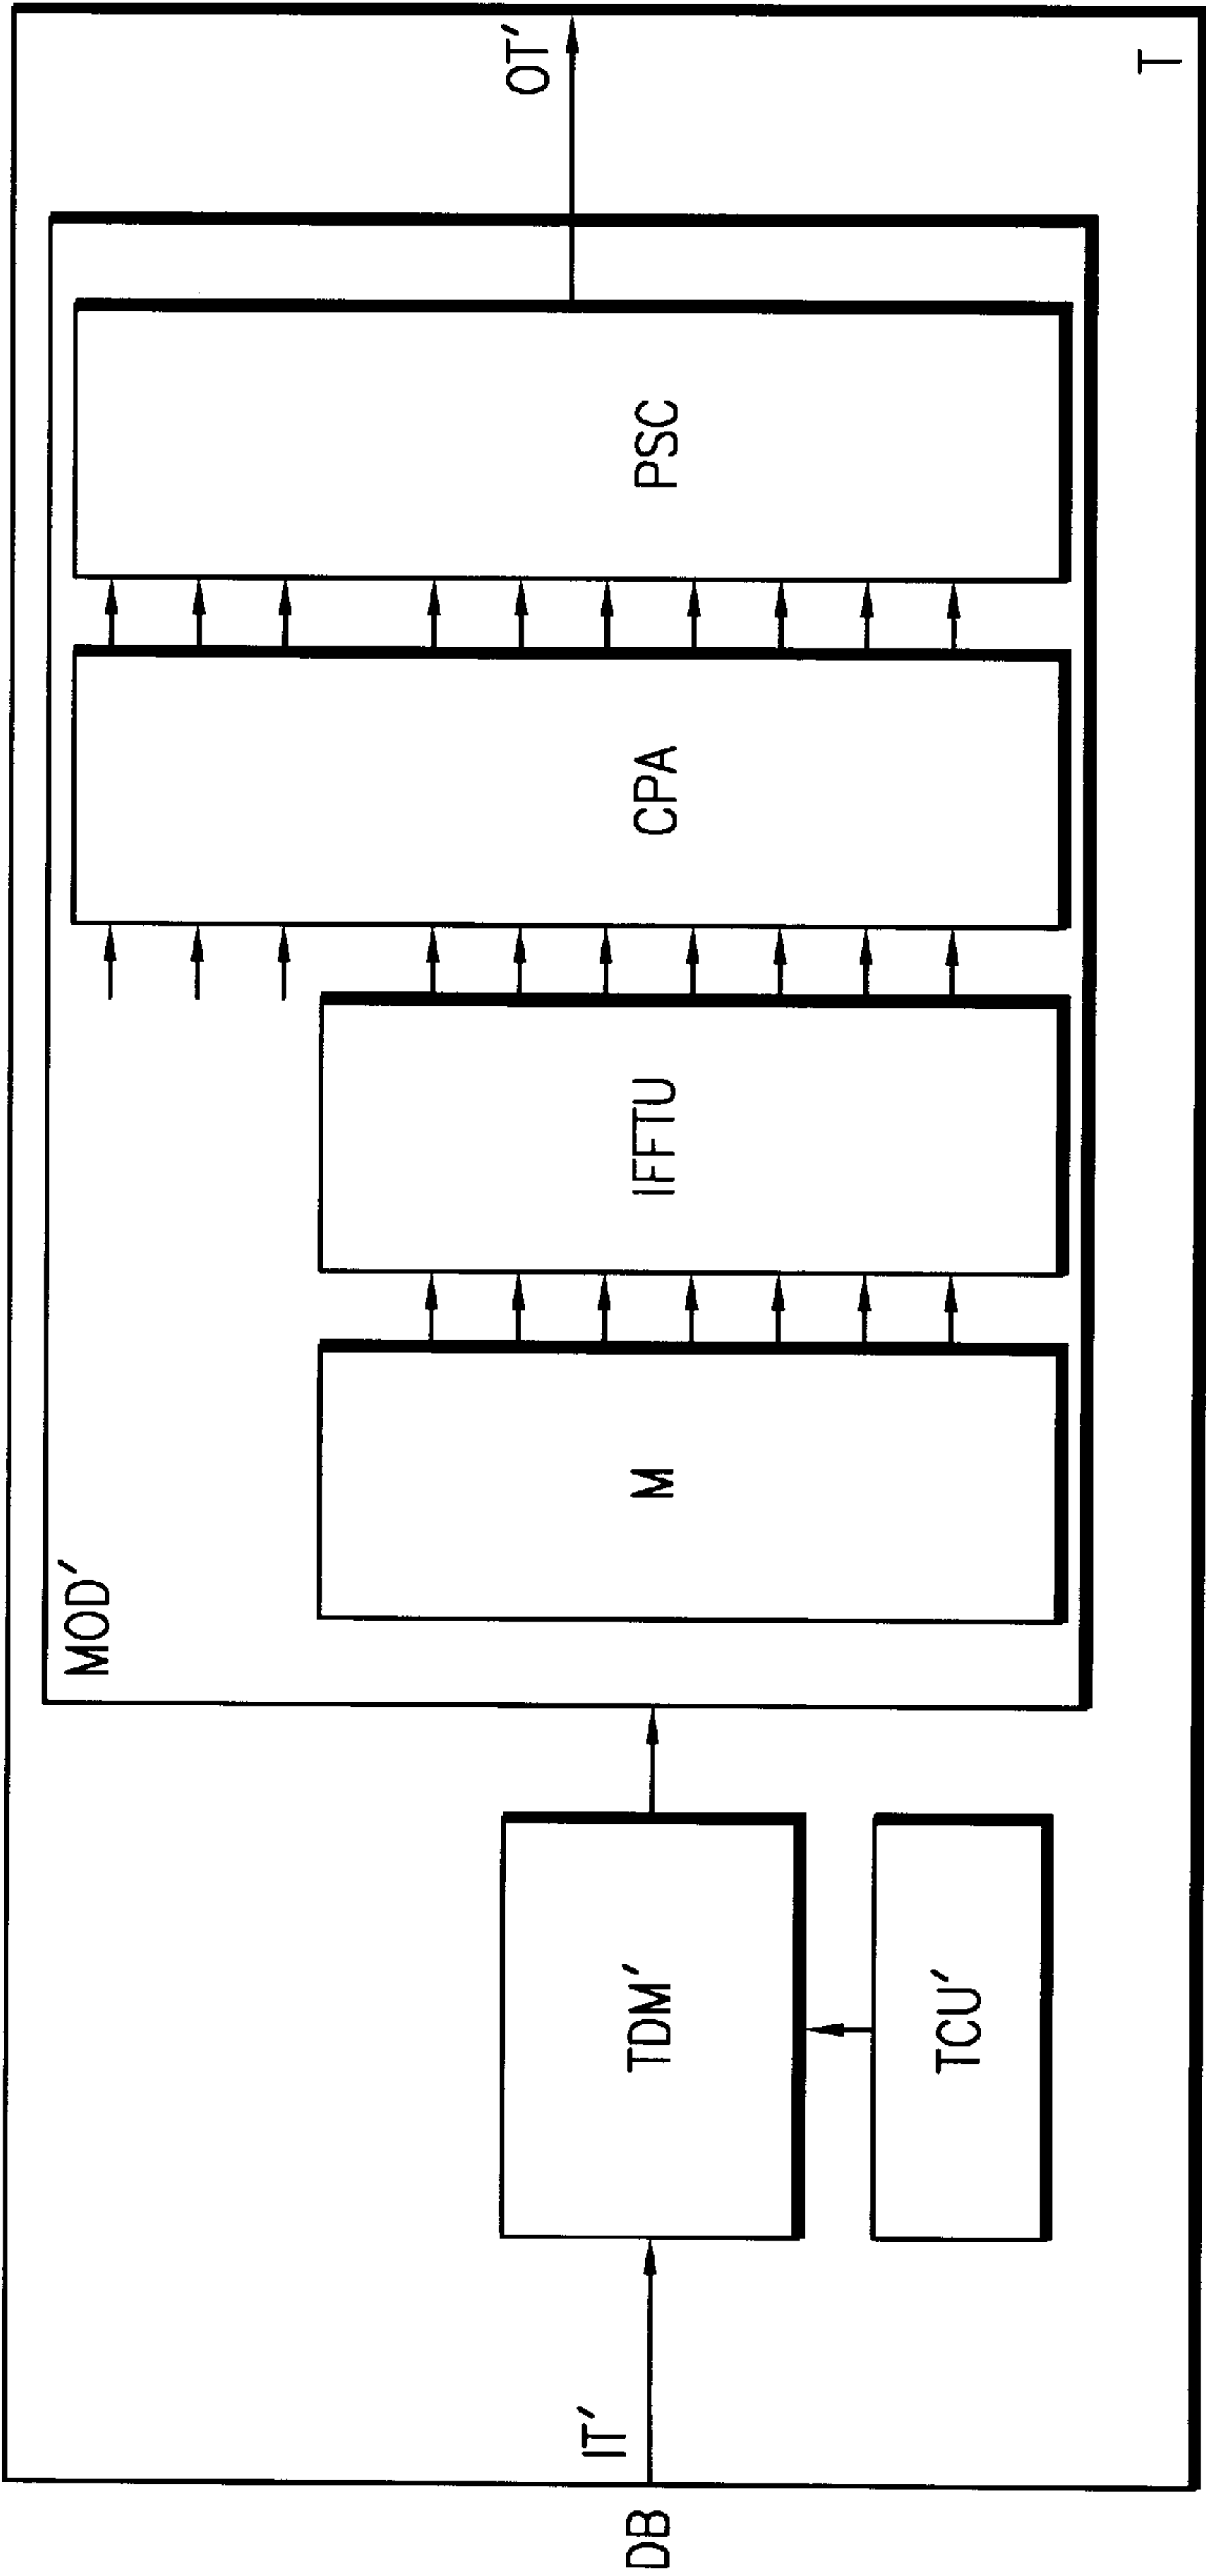 DB
IT′
TDM′
TCU′
MOD′
M
IFFTU
CPA
PSC
OT′
T